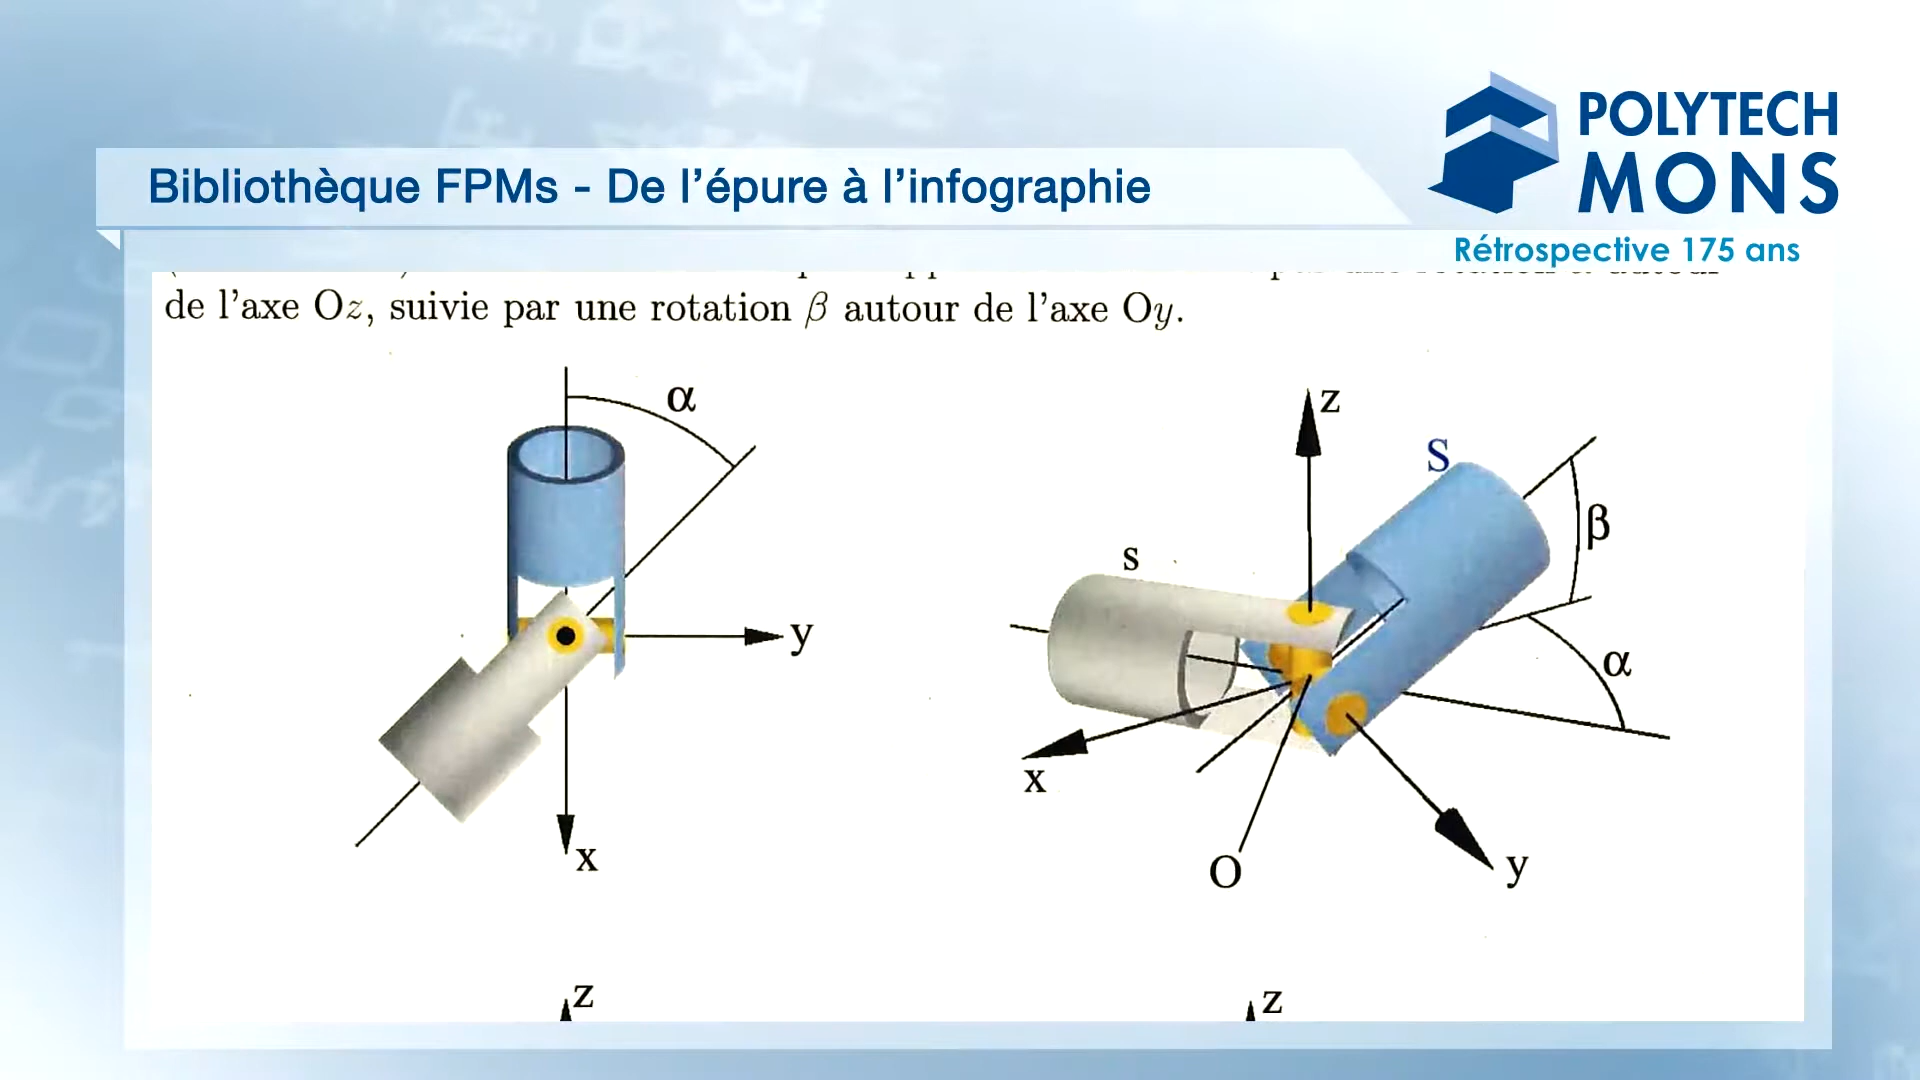 POLYTECH
MONS
Rétrospective 175 ans
Bibliothèque FPMs - De l'épure à l'infographie
de l'axe Oz, suivie par une rotation β autour de l'axe Oy.
α
y
x
z
S
β
s
α
x
O
y
z
z